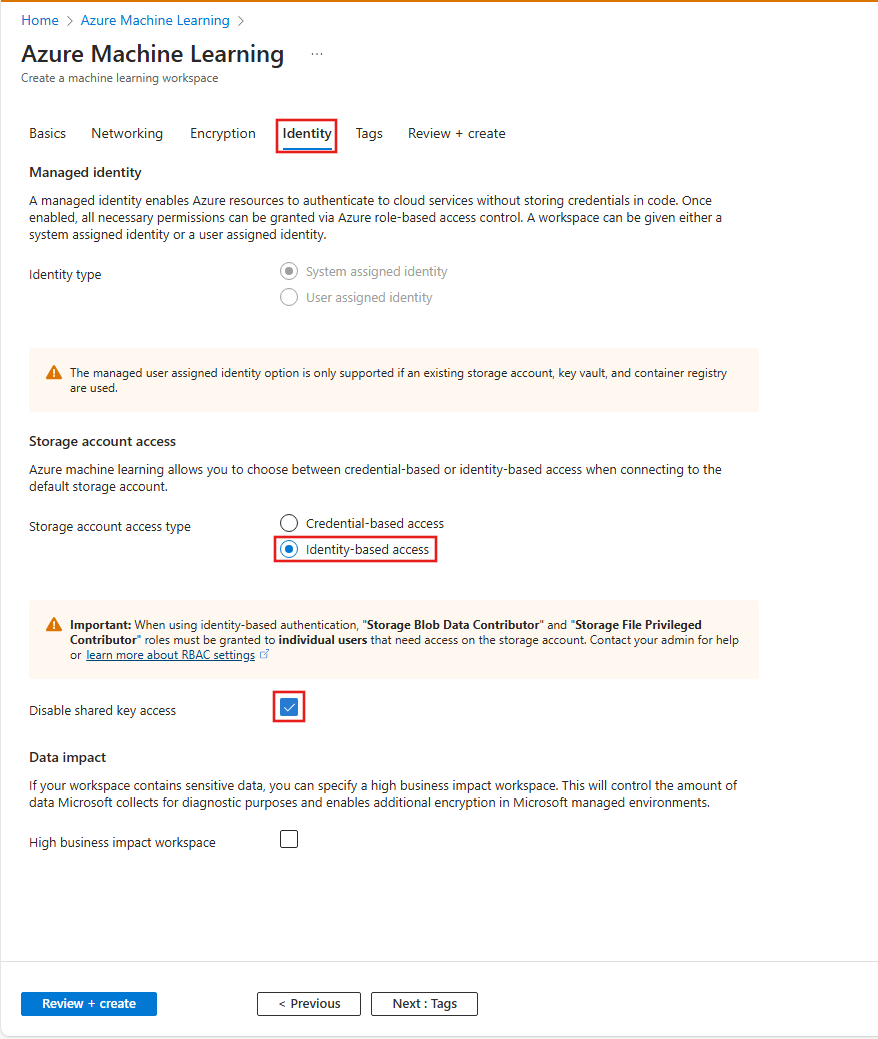 Home > Azure Machine Learning >
Azure Machine Learning ...
Create a machine learning workspace
Basics Networking Encryption Identity Tags Review + create
Managed identity
A managed identity enables Azure resources to authenticate to cloud services without storing credentials in code. Once
enabled, all necessary permissions can be granted via Azure role-based access control. A workspace can be given either a
system assigned identity or a user assigned identity.
Identity type
System assigned identity
User assigned identity
The managed user assigned identity option is only supported if an existing storage account, key vault, and container registry
are used.
Storage account access
Azure machine learning allows you to choose between credential-based or identity-based access when connecting to the
default storage account.
Storage account access type
Credential-based access
Identity-based access
Important: When using identity-based authentication, "Storage Blob Data Contributor" and "Storage File Privileged
Contributor" roles must be granted to individual users that need access on the storage account. Contact your admin for help
or learn more about RBAC settings
Disable shared key access
Data impact
If your workspace contains sensitive data, you can specify a high business impact workspace. This will control the amount of
data Microsoft collects for diagnostic purposes and enables additional encryption in Microsoft managed environments.
High business impact workspace
Review + create
< Previous
Next : Tags